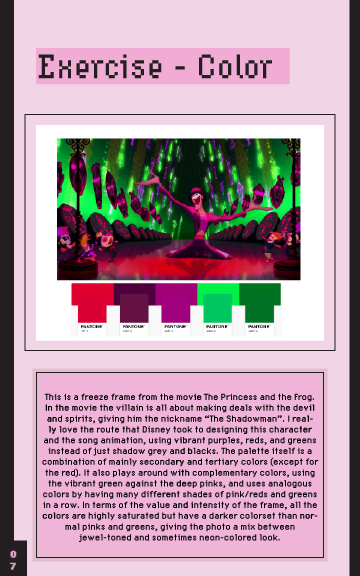 Exercise - Color
PANTONE PANTONE PANTONE PANTONE PANTONE
This is a freeze frame from the movie The Princess and the Frog.
In the movie the villain is all about making deals with the devil
and spirits, giving him the nickname “The Shadowman”. I real-
ly love the route that Disney took to designing this character
and the song animation, using vibrant purples, reds, and greens
instead of just shadow grey and blacks. The palette itself is a
combination of mainly secondary and tertiary colors (except for
the red). It also plays around with complementary colors, using
the vibrant green against the deep pinks, and uses analogous
colors by having many different shades of pink/reds and greens
in a row. In terms of the value and intensity of the frame, all the
colors are highly saturated but have a darker colorset than nor-
mal pinks and greens, giving the photo a mix between
jewel-toned and sometimes neon-colored look.
0
7